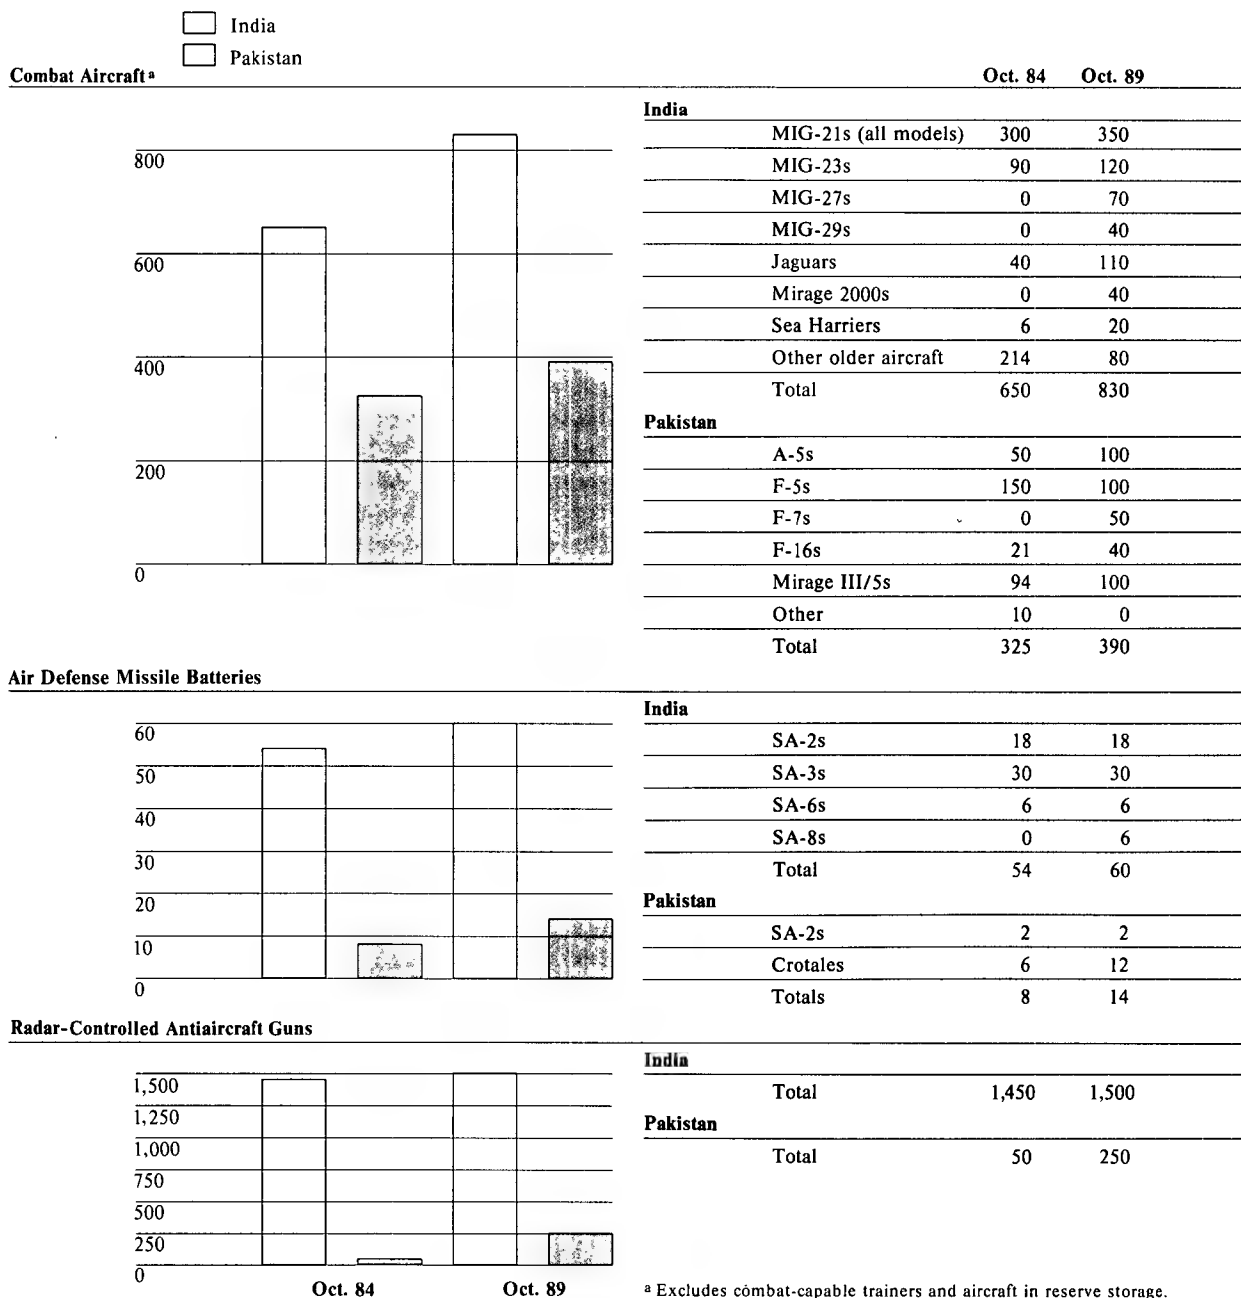 India
Pakistan
Combat Aircraft a Oct. 84 Oct. 89
800
600
400
200
0
India
MIG-21s (all models) 300 350
MIG-23s 90 120
MIG-27s 0 70
MIG-29s 0 40
Jaguars 40 110
Mirage 2000s 0 40
Sea Harriers 6 20
Other older aircraft 214 80
Total 650 830
Pakistan
A-5s 50 100
F-5s 150 100
F-7s 0 50
F-16s 21 40
Mirage III/5s 94 100
Other 10 0
Total 325 390
Air Defense Missile Batteries
60
50
40
30
20
10
0
India
SA-2s 18 18
SA-3s 30 30
SA-6s 6 6
SA-8s 0 6
Total 54 60
Pakistan
SA-2s 2 2
Crotales 6 12
Totals 8 14
Radar-Controlled Antiaircraft Guns
1,500
1,250
1,000
750
500
250
0
Oct. 84 Oct. 89
India
Total 1,450 1,500
Pakistan
Total 50 250
a Excludes combat-capable trainers and aircraft in reserve storage.